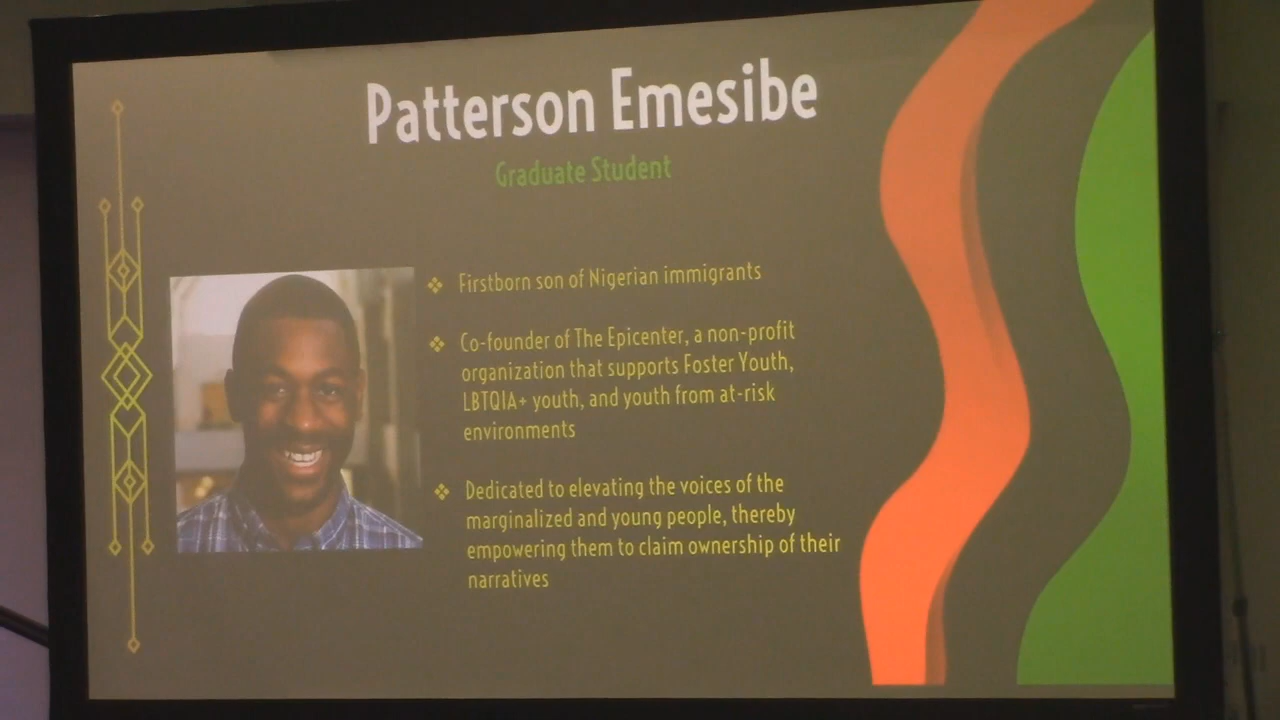 Patterson Emesibe
Graduate Student
❖ Firstborn son of Nigerian immigrants
❖ Co-founder of The Epicenter, a non-profit
organization that supports Foster Youth,
LBTQIA+ youth, and youth from at-risk
environments
❖ Dedicated to elevating the voices of the
marginalized and young people, thereby
empowering them to claim ownership of their
narratives